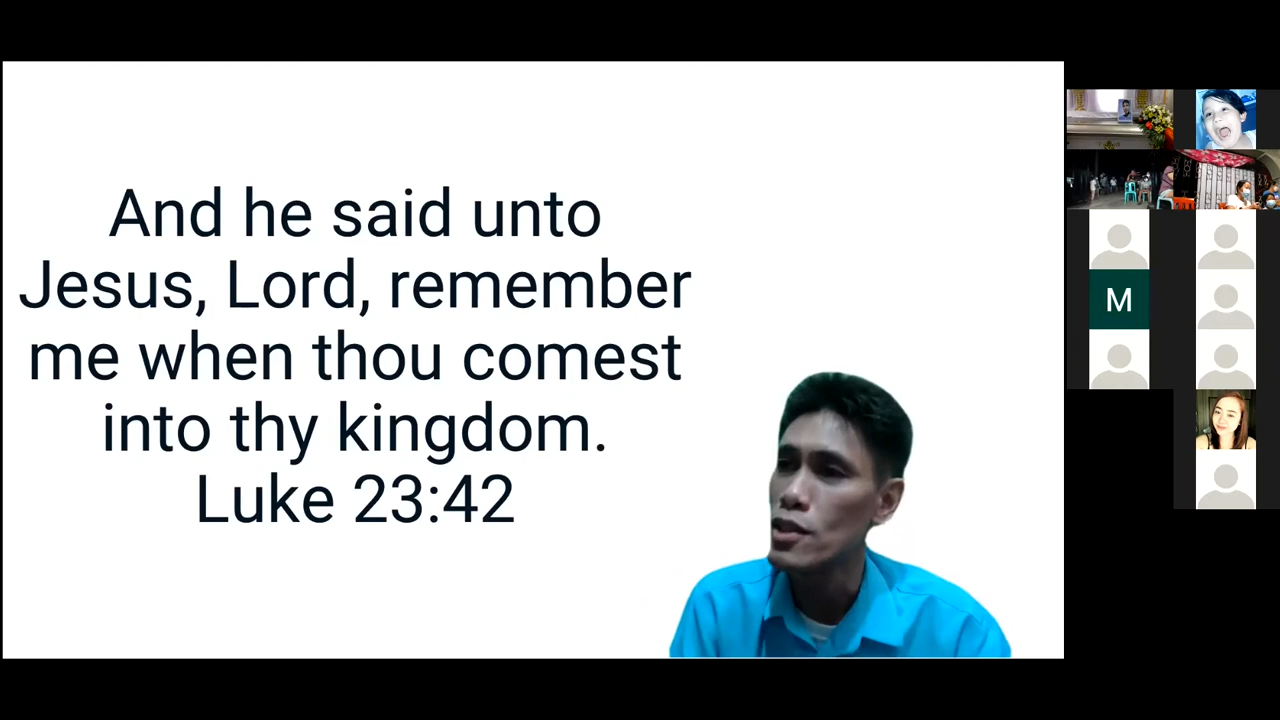 And he said unto
Jesus, Lord, remember
me when thou comest
into thy kingdom.
Luke 23:42
M